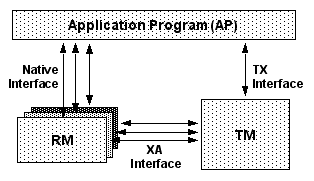 Application Program (AP)
Native
Interface
TX
Interface
RM
XA
Interface
TM